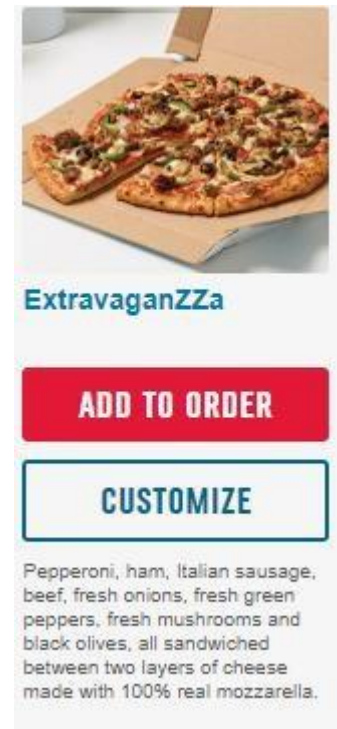 ExtravaganZZa
ADD TO ORDER
CUSTOMIZE
Pepperoni, ham, Italian sausage,
beef, fresh onions, fresh green
peppers, fresh mushrooms and
black olives, all sandwiched
between two layers of cheese
made with 100% real mozzarella.